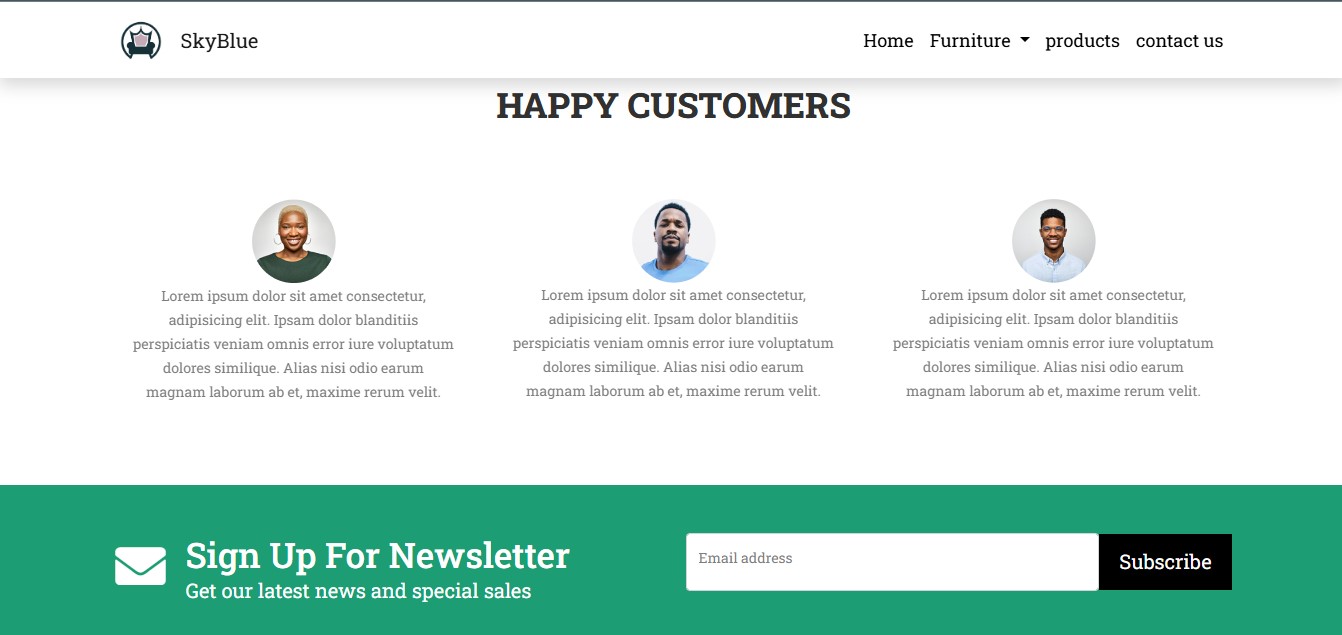 SkyBlue
Home Furniture products contact us
HAPPY CUSTOMERS
Lorem ipsum dolor sit amet consectetur,
adipisicing elit. Ipsam dolor blanditiis
perspiciatis veniam omnis error iure voluptatum
dolores similique. Alias nisi odio earum
magnam laborum ab et, maxime rerum velit.
Lorem ipsum dolor sit amet consectetur,
adipisicing elit. Ipsam dolor blanditiis
perspiciatis veniam omnis error iure voluptatum
dolores similique. Alias nisi odio earum
magnam laborum ab et, maxime rerum velit.
Lorem ipsum dolor sit amet consectetur,
adipisicing elit. Ipsam dolor blanditiis
perspiciatis veniam omnis error iure voluptatum
dolores similique. Alias nisi odio earum
magnam laborum ab et, maxime rerum velit.
Sign Up For Newsletter
Get our latest news and special sales
Email address
Subscribe